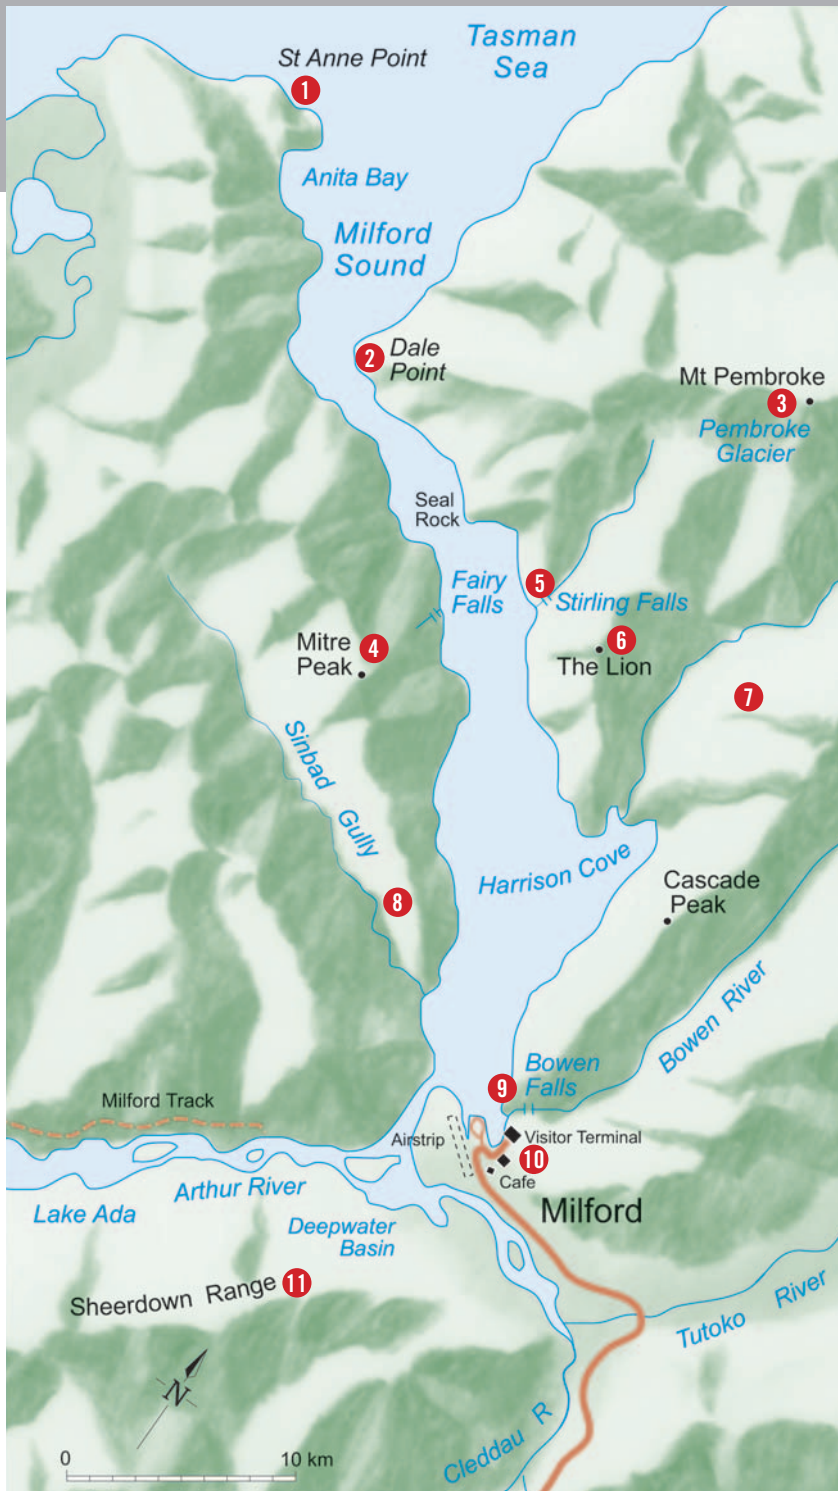 St Anne Point
1
Tasman
Sea
Anita Bay
Milford
Sound
2
Dale
Point
Mt Pembroke
3
Pembroke
Glacier
Seal
Rock
5
Fairy
Falls
Stirling Falls
4
Mitre
Peak
6
The Lion
7
Sinbad Gully
8
Harrison Cove
Cascade
Peak
Bowen River
9
Bowen
Falls
Milford Track
Airstrip
Visitor Terminal
10
Cafe
Milford
Arthur River
Lake Ada
Deepwater
Basin
Sheerdown Range
11
Tutoko River
N
Cleddau R
0 10 km